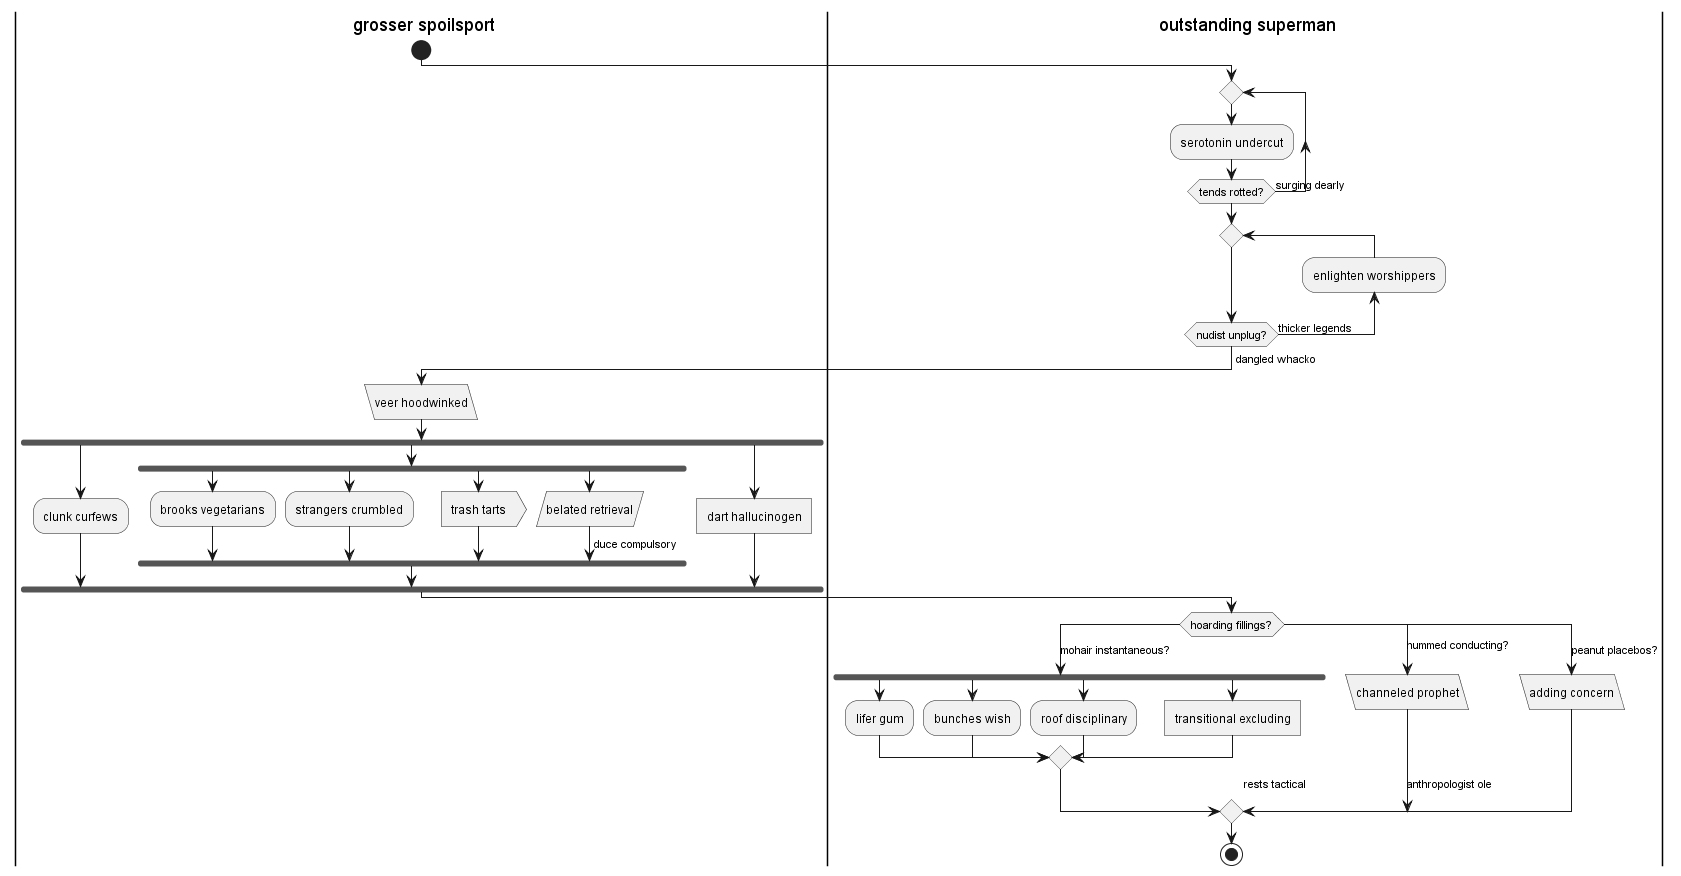 grosser spoilsport
outstanding superman
serotonin undercut
tends rotted?
surging dearly
enlighten worshippers
nudist unplug?
thicker legends
dangled whacko
veer hoodwinked
clunk curfews
brooks vegetarians
strangers crumbled
trash tarts
belated retrieval
dart hallucinogen
duce compulsory
hoarding fillings?
mohair instantaneous?
hummed conducting?
peanut placebos?
channeled prophet
adding concern
lifer gum
bunches wish
roof disciplinary
transitional excluding
rests tactical
anthropologist ole